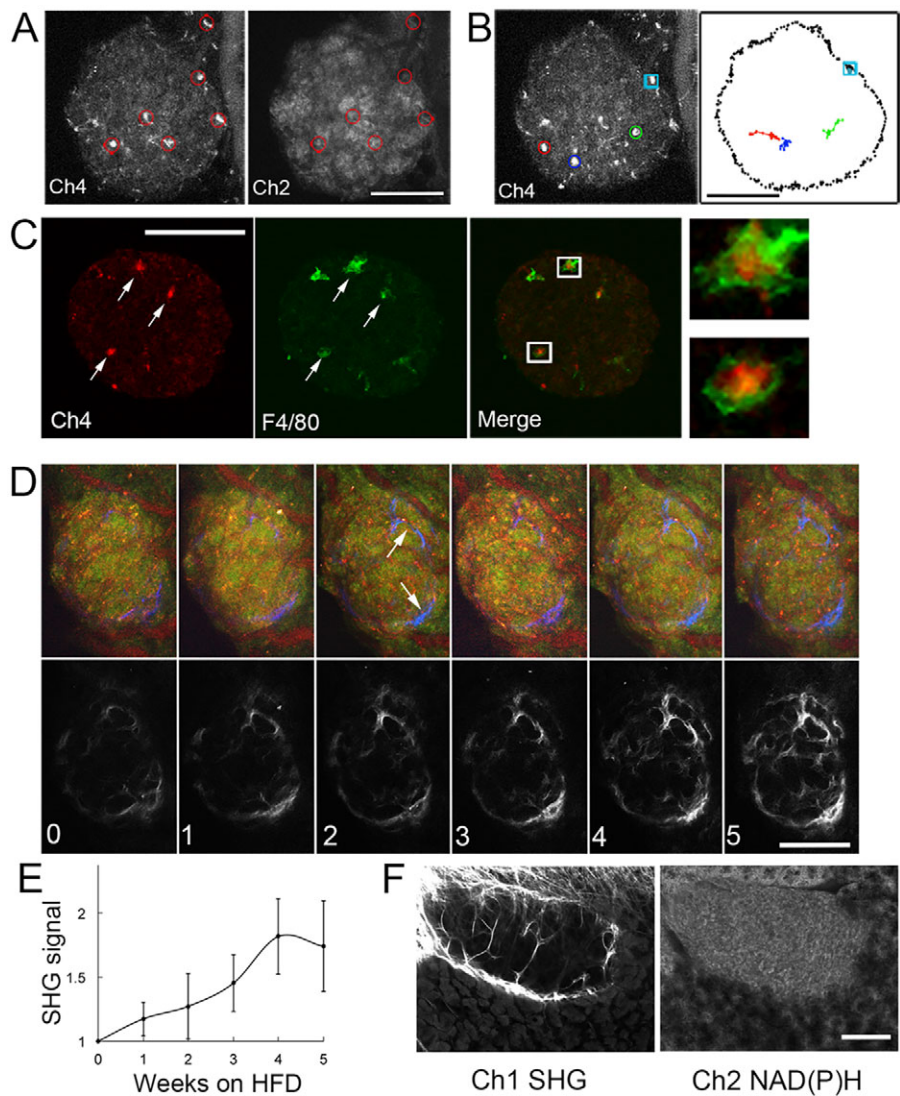 A
Ch4
Ch2
B
Ch4
C
Ch4
F4/80
Merge
D
0
1
2
3
4
5
E
SHG signal
2
1.5
1
0
1
2
3
4
5
Weeks on HFD
F
Ch1 SHG
Ch2 NAD(P)H